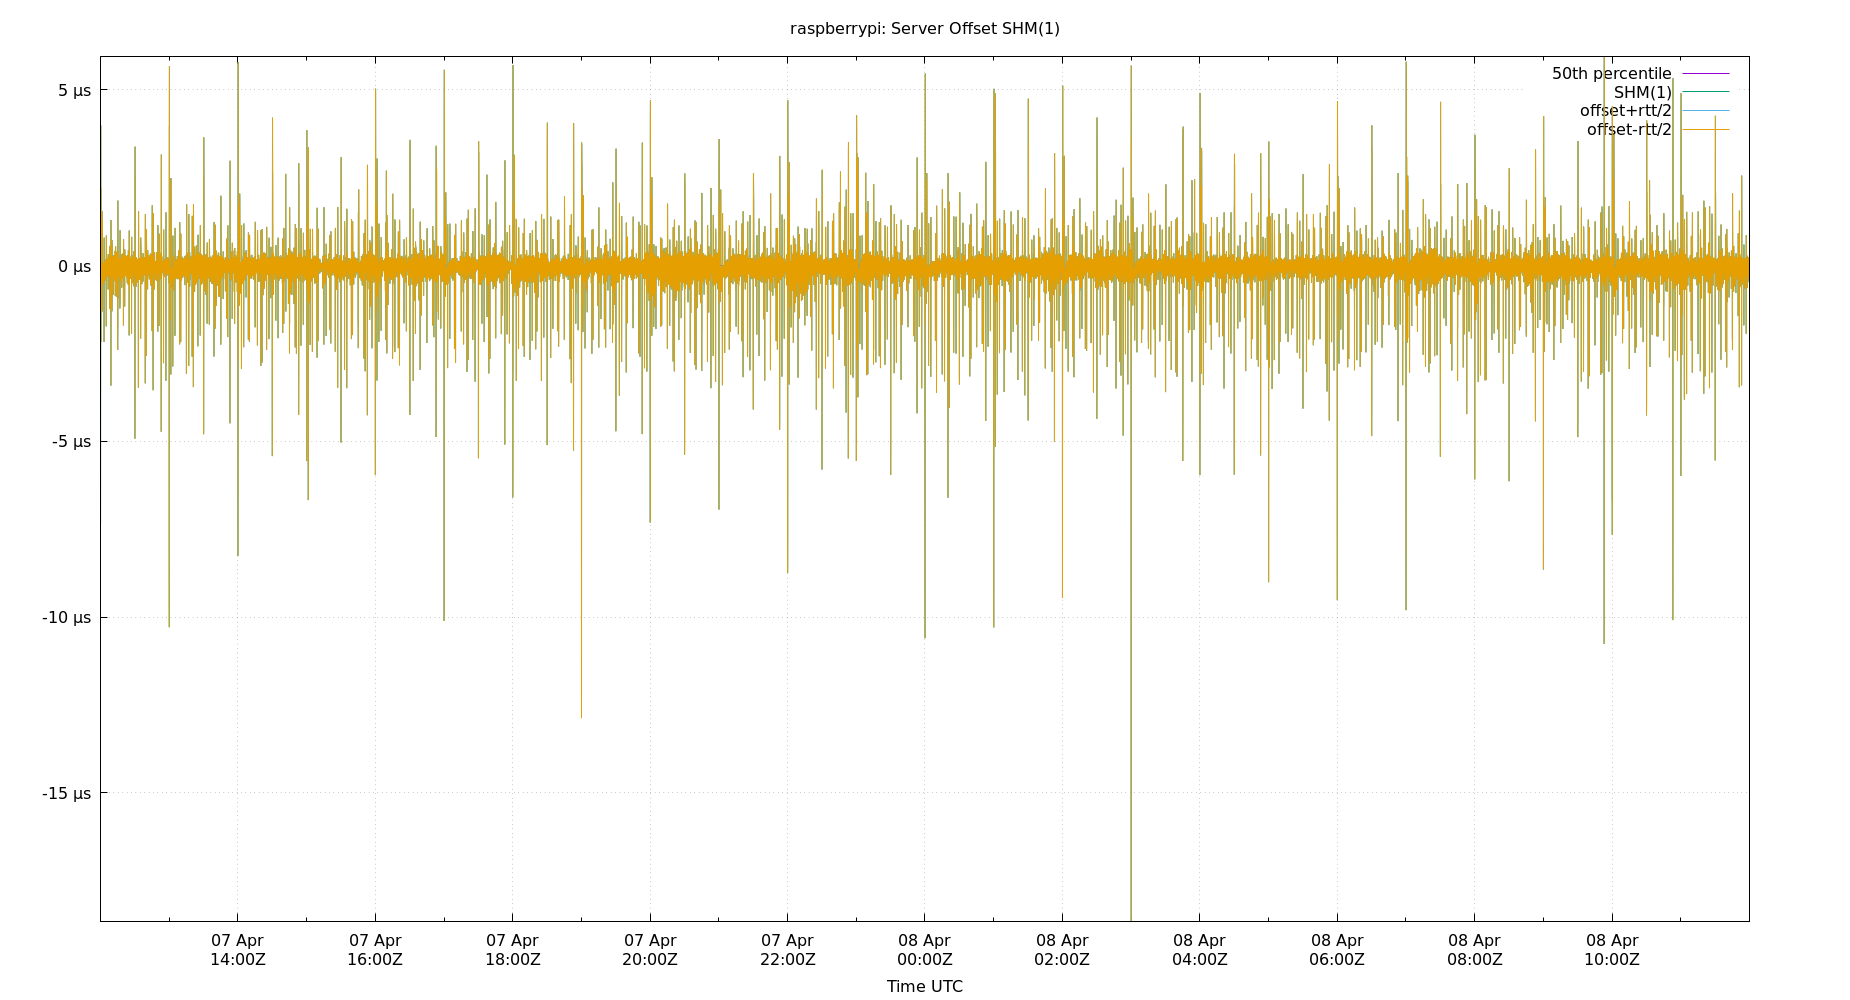 raspberrypi: Server Offset SHM(1)
50th percentile
SHM(1)
offset+rtt/2
offset-rtt/2
5 µs
0 µs
-5 µs
-10 µs
-15 µs
07 Apr 07 Apr 07 Apr 07 Apr 07 Apr 08 Apr 08 Apr 08 Apr 08 Apr 08 Apr 08 Apr
14:00Z 16:00Z 18:00Z 20:00Z 22:00Z 00:00Z 02:00Z 04:00Z 06:00Z 08:00Z 10:00Z
Time UTC